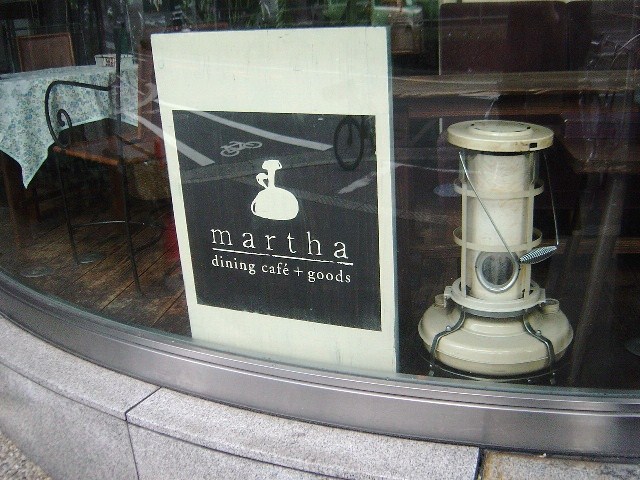 martha
dining café + goods